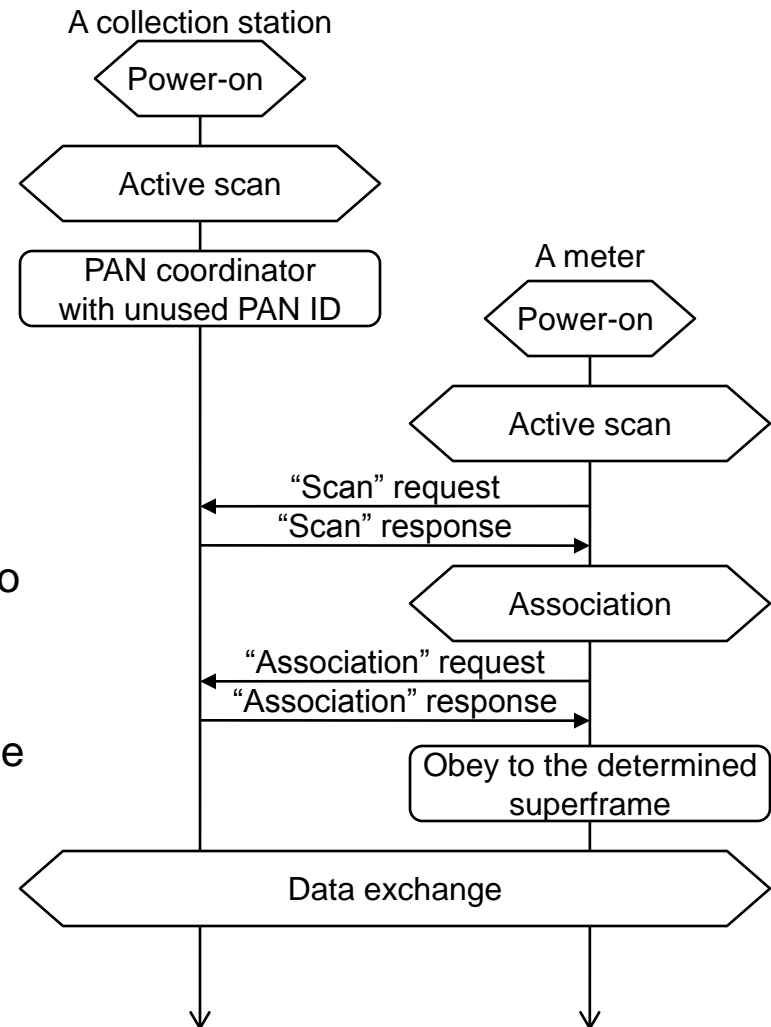 A collection station
Power-on
Active scan
PAN coordinator
with unused PAN ID
A meter
Power-on
Active scan
“Scan” request
“Scan” response
o
Association
“Association” request
“Association” response
e
Obey to the determined
superframe
Data exchange